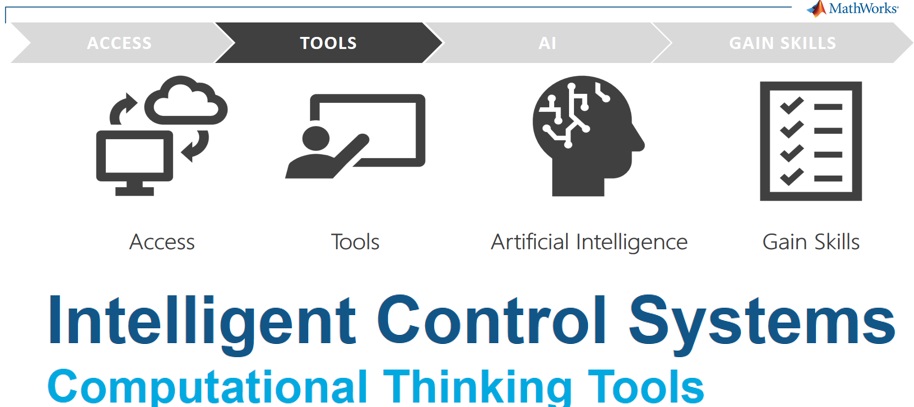 MathWorks®
ACCESS TOOLS AI GAIN SKILLS
Access Tools Artificial Intelligence Gain Skills
Intelligent Control Systems
Computational Thinking Tools